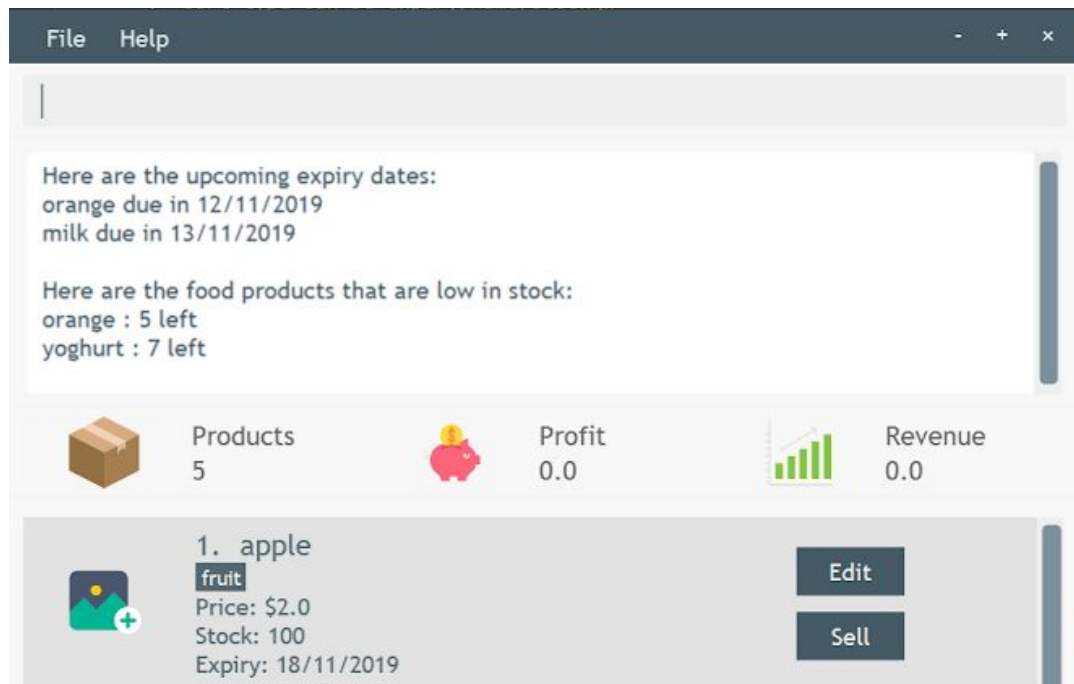 File Help - + ×
Here are the upcoming expiry dates:
orange due in 12/11/2019
milk due in 13/11/2019
Here are the food products that are low in stock:
orange : 5 left
yoghurt : 7 left
Products
5
Profit
0.0
Revenue
0.0
1. apple
fruit
Price: $2.0
Stock: 100
Expiry: 18/11/2019
Edit
Sell